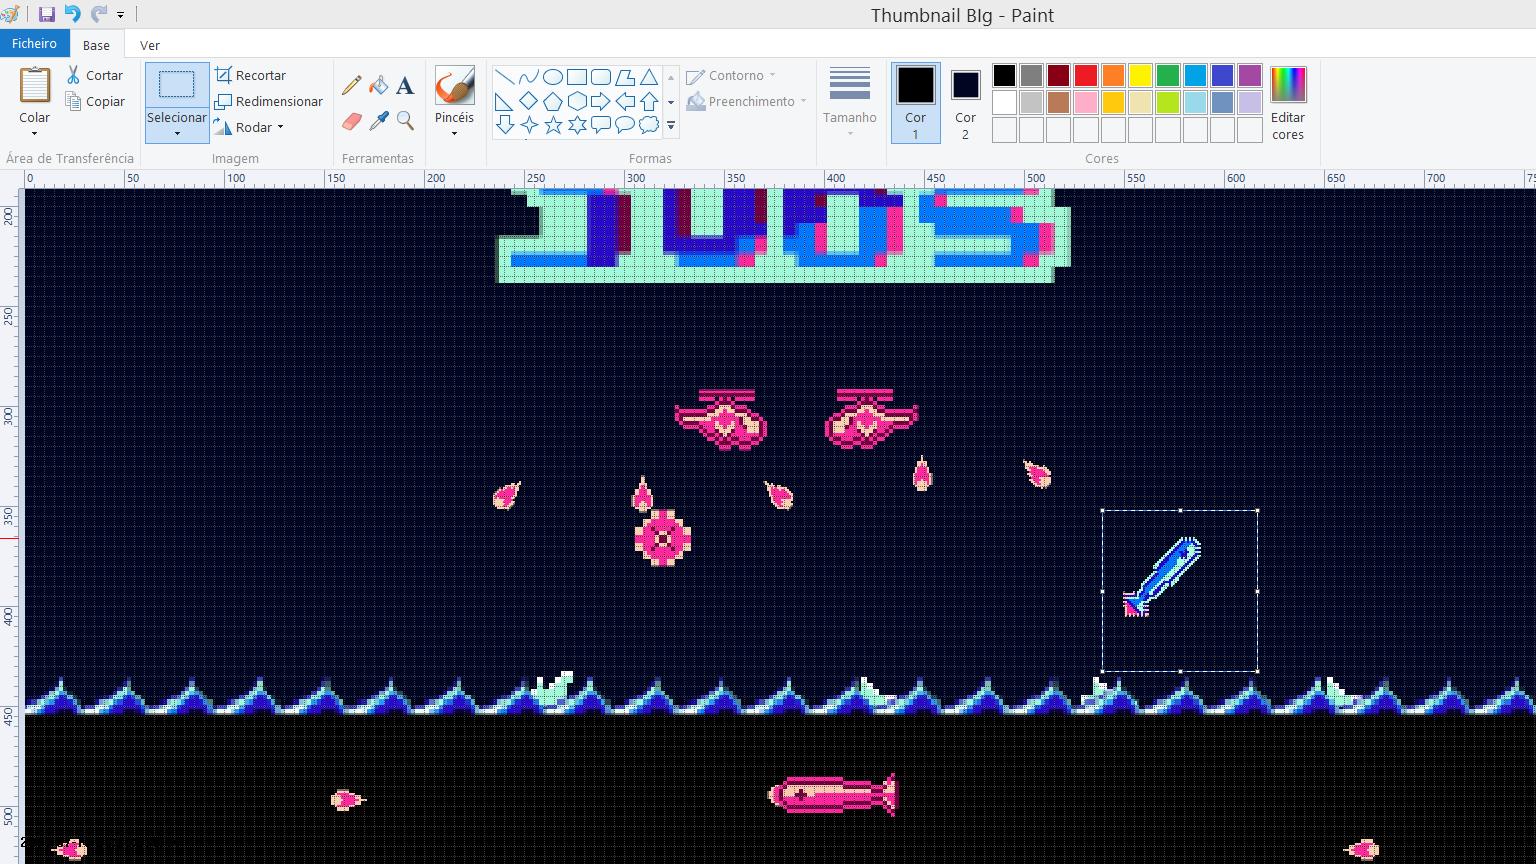 Thumbnail BIg - Paint
Ficheiro Base Ver
Colar
Cortar
Copiar
Área de Transferência
Selecionar
Recortar
Redimensionar
Rodar
Imagem
A
Ferramentas
Pincéis
Formas
Contorno
Preenchimento
Tamanho
Cor 1
Cor 2
Editar cores
Cores
0 50 100 150 200 250 300 350 400 450 500 550 600 650 700
200
250
300
350
400
450
500